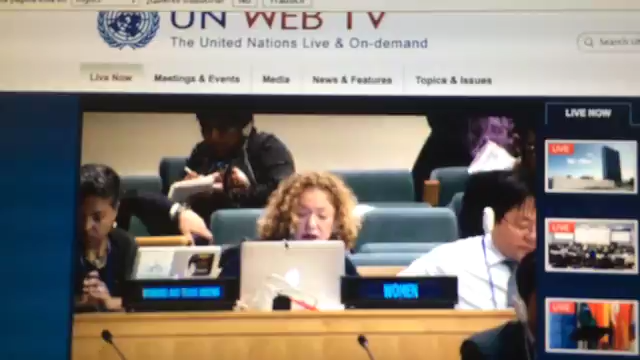 UN WEB TV
The United Nations Live & On-demand
Search
Live Now
Meetings & Events
Media
News & Features
Topics & Issues
LIVE NOW
LIVE
LIVE
LIVE
WOMEN